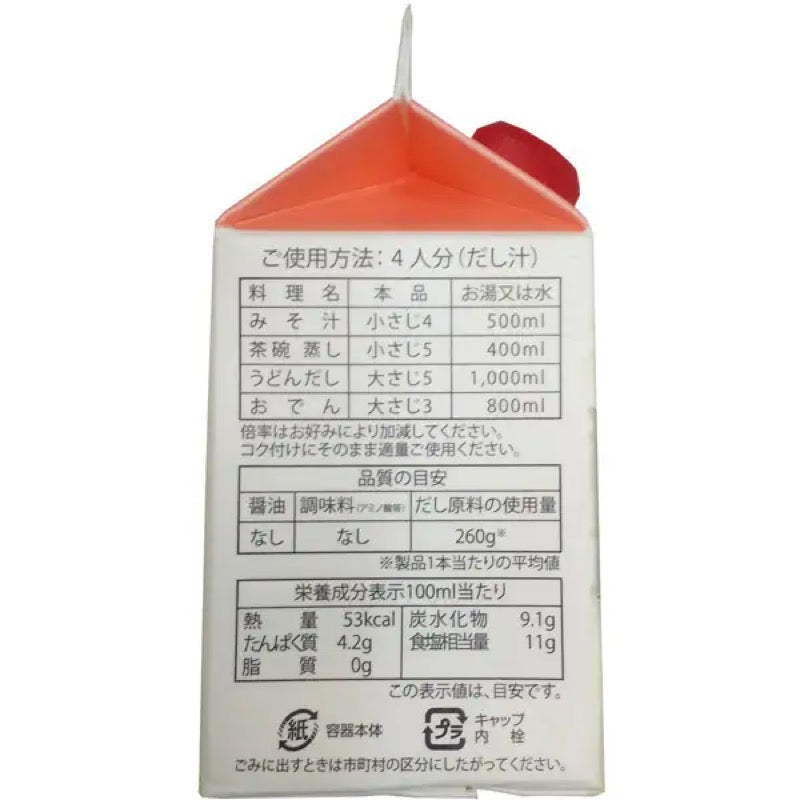 ご使用方法：4人分（だし汁）
料理名 本品 お湯又は水
みそ汁 小さじ4 500ml
茶碗蒸し 小さじ5 400ml
うどんだし 大さじ5 1,000ml
おでん 大さじ3 800ml
倍率はお好みにより加減してください。
コク付けにそのまま適量ご使用ください。
品質の目安
醤油 調味料（アミノ酸等） だし原料の使用量
なし なし 260g※
※製品1本当たりの平均値
栄養成分表示100ml当たり
熱量 53kcal 炭水化物 9.1g
たんぱく質 4.2g 食塩相当量 11g
脂質 0g
この表示値は、目安です。
紙 容器本体 プラ キャップ
内栓
ごみに出すときは市町村の区分にしたがってください。